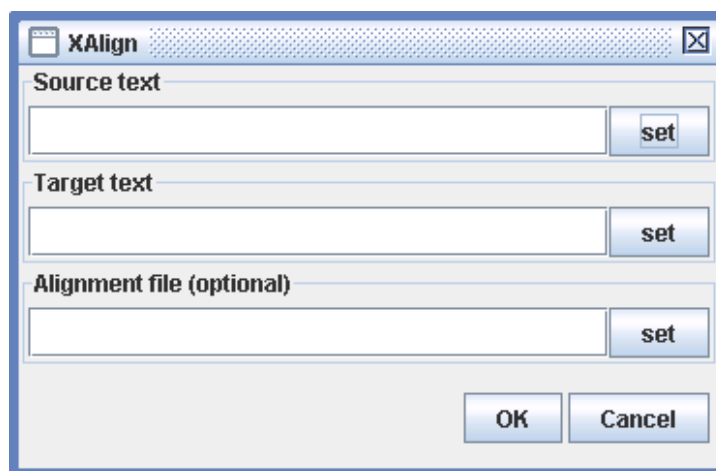 XAlign
Source text
set
Target text
set
Alignment file (optional)
set
OK Cancel